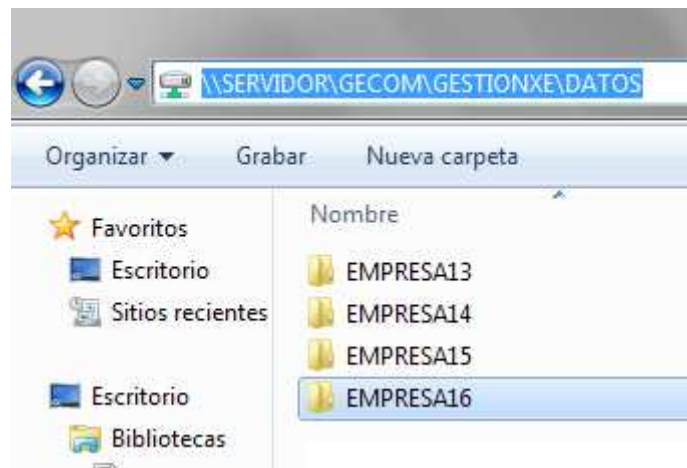 \\SERVIDOR\GECOM\GESTIONXE\DATOS
Organizar Grabar Nueva carpeta
Favoritos
Escritorio
Sitios recientes
Escritorio
Bibliotecas
Nombre
EMPRESA13
EMPRESA14
EMPRESA15
EMPRESA16